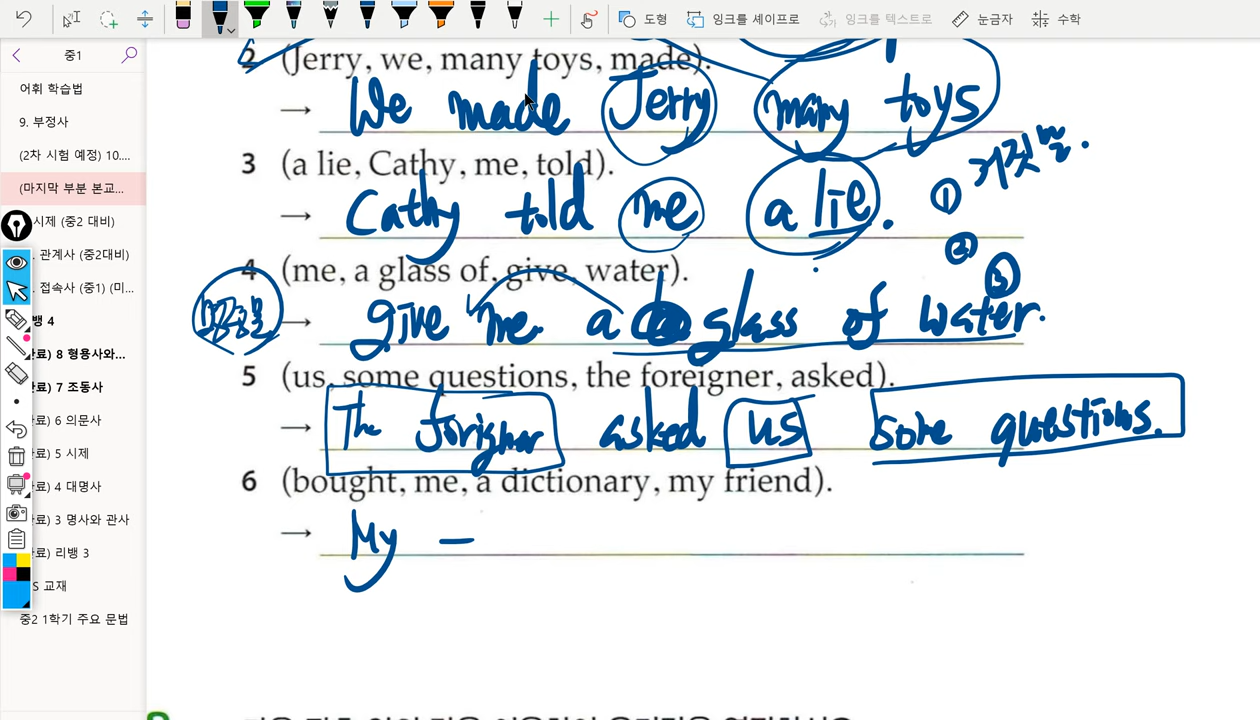 도형
잉크를 셰이프로
잉크를 텍스트로
눈금자
수학
중1
어휘 학습법
9. 부정사
(2차 시험 예정) 10....
(마지막 부분 본교...
시제 (중2 대비)
. 관계사 (중2대비)
. 접속사 (중1) (미...
뱅 4
료) 8 형용사와...
료) 7 조동사
료) 6 의문사
료) 5 시제
료) 4 대명사
료) 3 명사와 관사
료) 리뱅 3
S 교재
중2 1학기 주요 문법
2 (Jerry, we, many toys, made).
→ We made Jerry many toys
3 (a lie, Cathy, me, told).
거짓말.
→ Cathy told me a lie. ①
②
4 (me, a glass of, give, water).
③
→ give me a glass of water.
5 (us, some questions, the foreigner, asked).
→ The forigner asked us some questions.
6 (bought, me, a dictionary, my friend).
→ My –